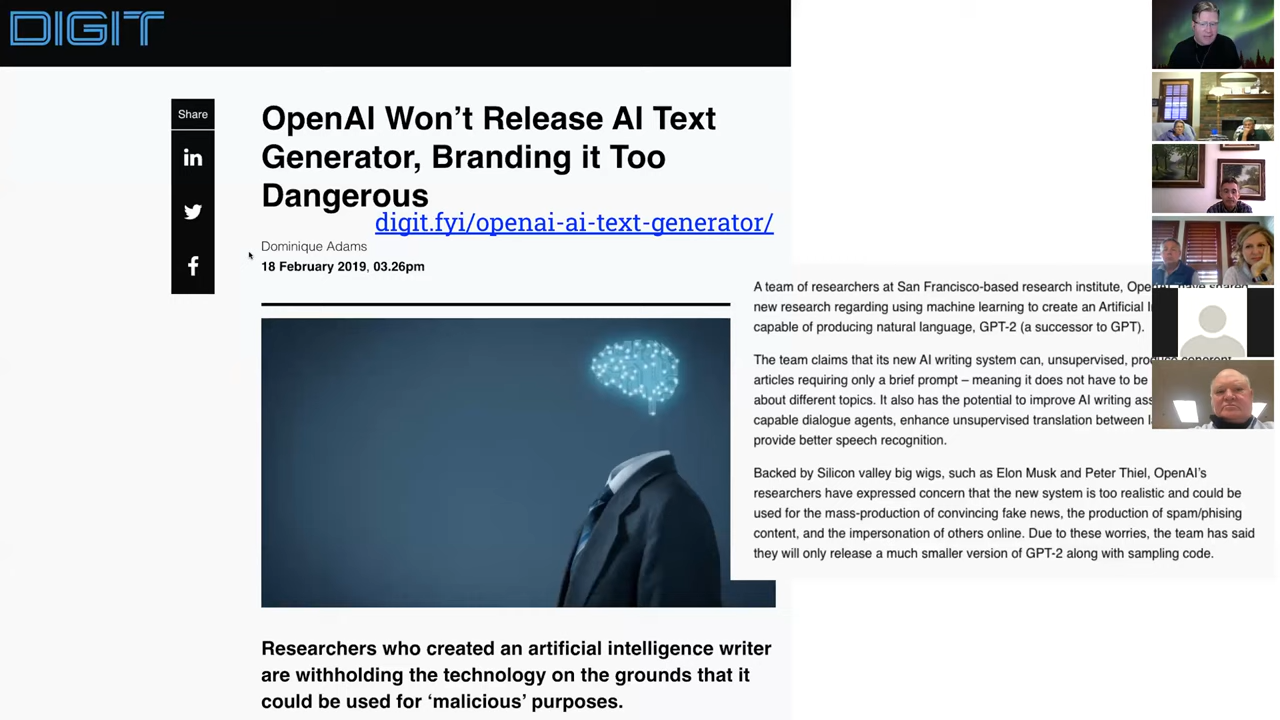 DIGIT
Share
OpenAI Won’t Release AI Text
Generator, Branding it Too
Dangerous
digit.fyi/openai-ai-text-generator/
Dominique Adams
18 February 2019, 03.26pm
A team of researchers at San Francisco-based research institute,
new research regarding using machine learning to create an Artificial
capable of producing natural language, GPT-2 (a successor to GPT).
The team claims that its new AI writing system can, unsupervised, produce coherent
articles requiring only a brief prompt – meaning it does not have to be
about different topics. It also has the potential to improve AI writing
capable dialogue agents, enhance unsupervised translation between
provide better speech recognition.
Backed by Silicon valley big wigs, such as Elon Musk and Peter Thiel, OpenAI’s
researchers have expressed concern that the new system is too realistic and could be
used for the mass-production of convincing fake news, the production of spam/phising
content, and the impersonation of others online. Due to these worries, the team has said
they will only release a much smaller version of GPT-2 along with sampling code.
Researchers who created an artificial intelligence writer
are withholding the technology on the grounds that it
could be used for ‘malicious’ purposes.